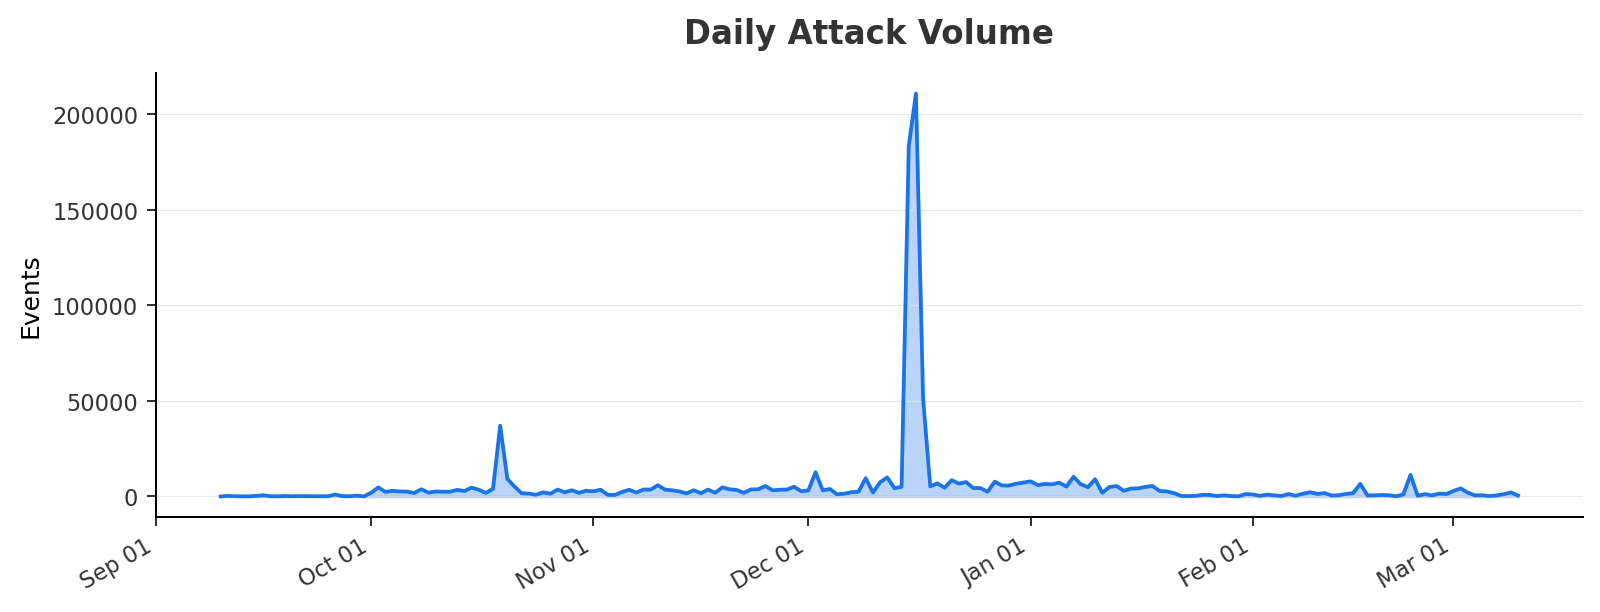 Daily Attack Volume
Events
200000
150000
100000
50000
0
Sep 01
Oct 01
Nov 01
Dec 01
Jan 01
Feb 01
Mar 01